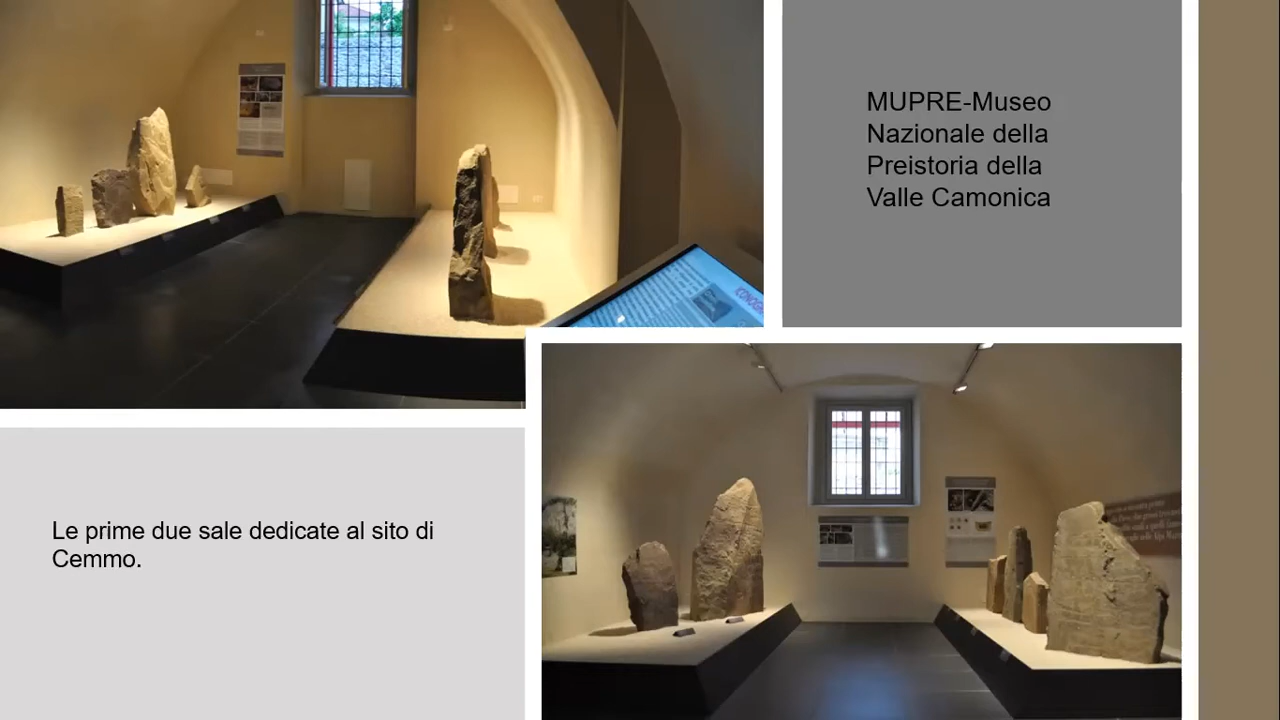 MUPRE-Museo
Nazionale della
Preistoria della
Valle Camonica
Le prime due sale dedicate al sito di
Cemmo.